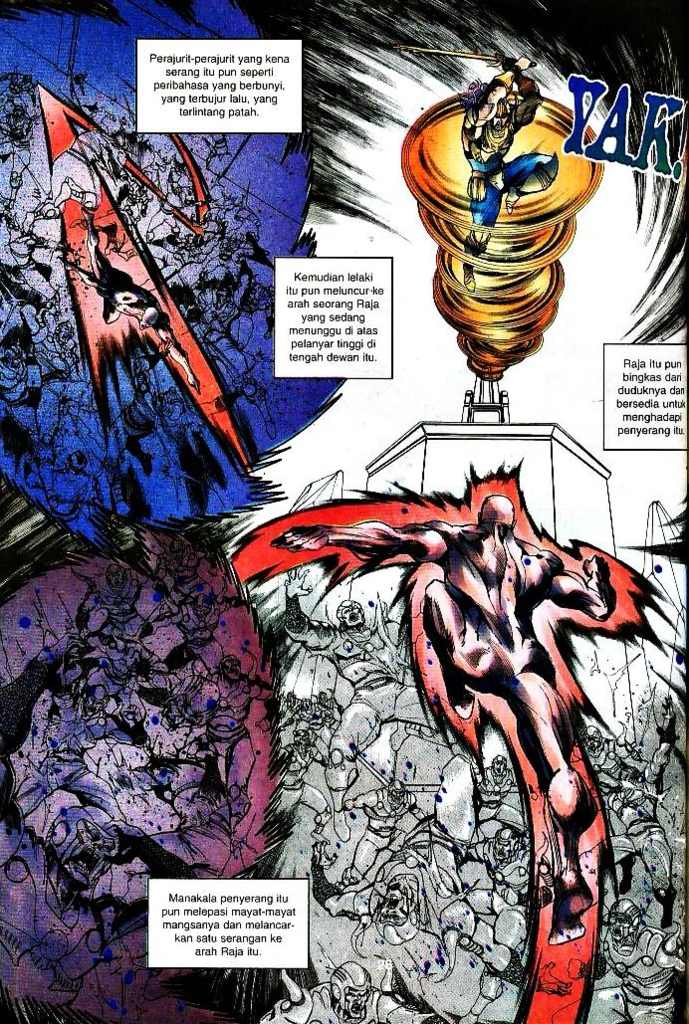 Perajurit-perajurit yang kena
serang itu pun seperti
peribahasa yang berbunyi,
yang terbujur lalu, yang
terlintang patah.
YAK!
Kemudian lelaki
itu pun meluncur ke
arah seorang Raja
yang sedang
menunggu di atas
pelanyar tinggi di
tengah dewan itu.
Raja itu pun
bingkas dari
duduknya dan
bersedia untuk
menghadapi
penyerang itu.
Manakala penyerang itu
pun melepasi mayat-mayat
mangsanya dan melancar-
kan satu serangan ke
arah Raja itu.
28